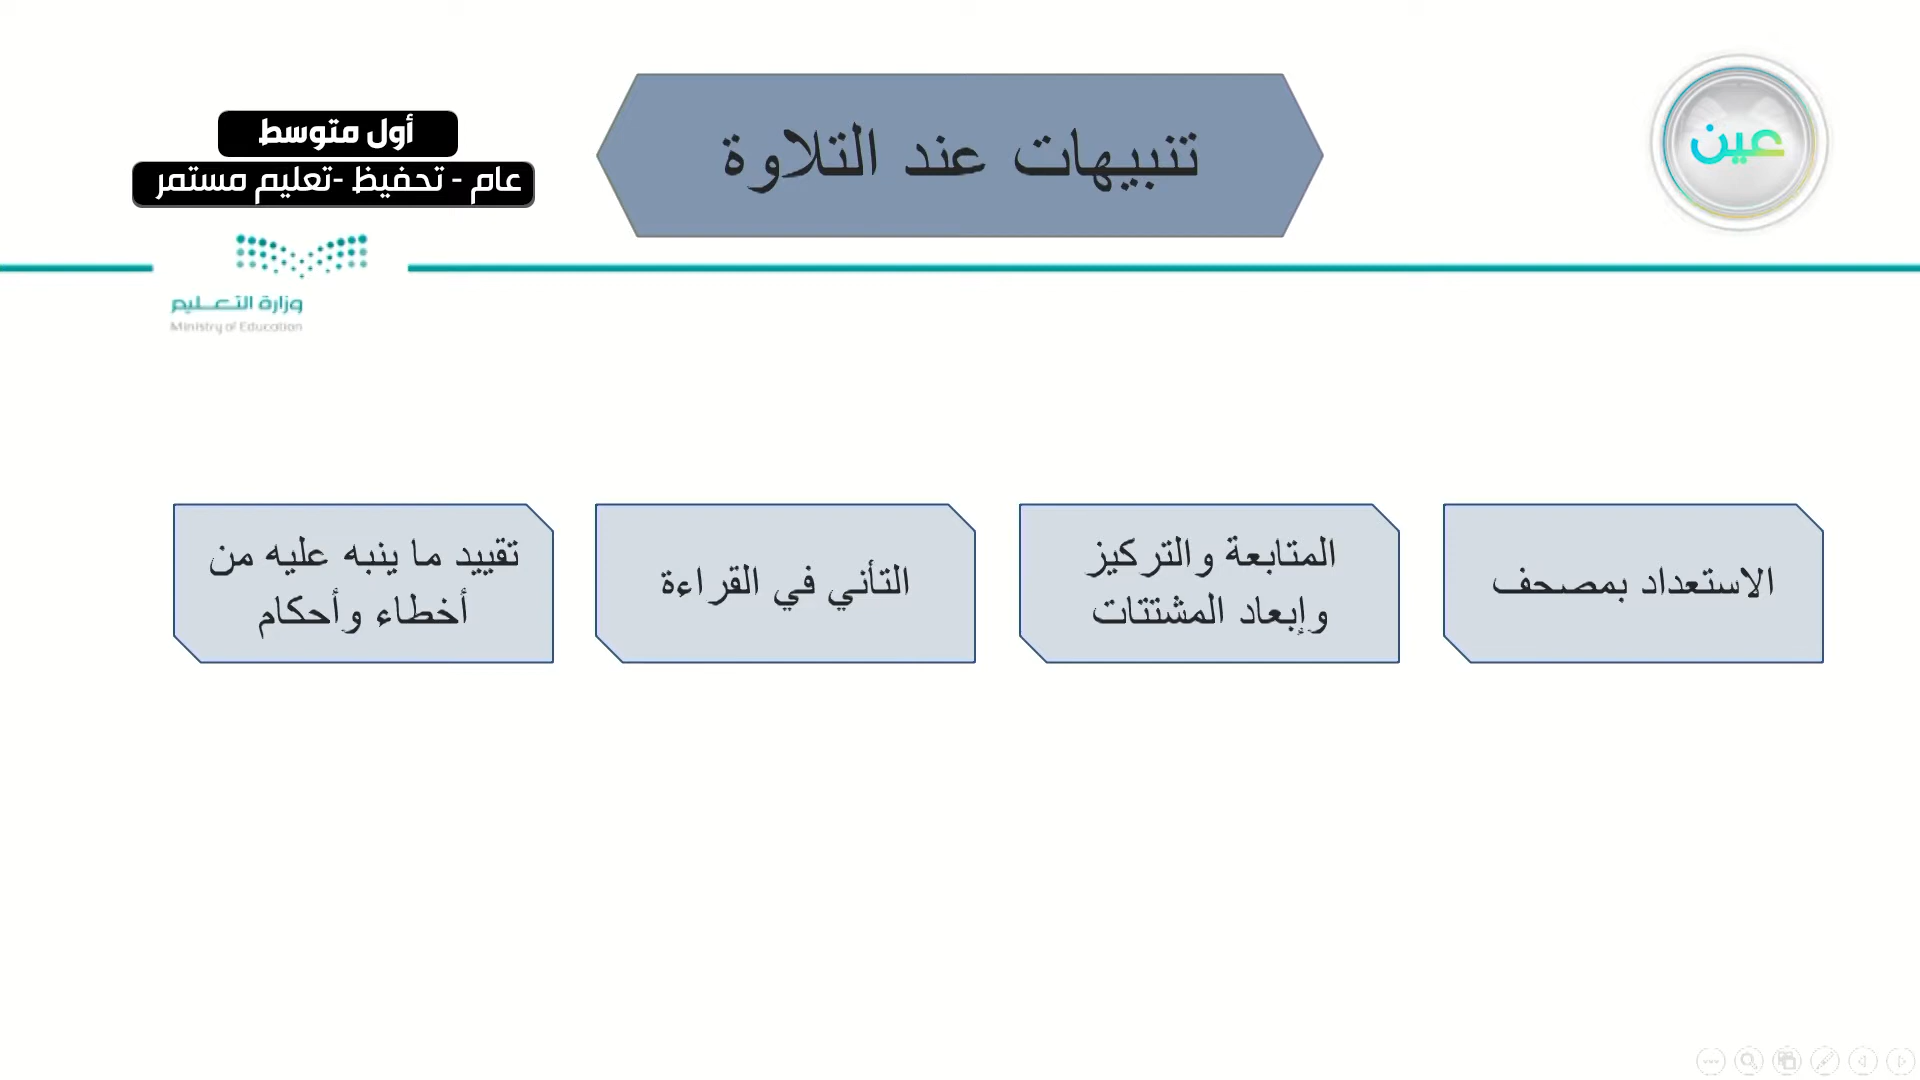 عين
تنبيهات عند التلاوة
أول متوسط
عام - تحفيظ -تعليم مستمر
وزارة التعليم
Ministry of Education
الاستعداد بمصحف
المتابعة والتركيز
وإبعاد المشتتات
التأني في القراءة
تقييد ما ينبه عليه من
أخطاء وأحكام